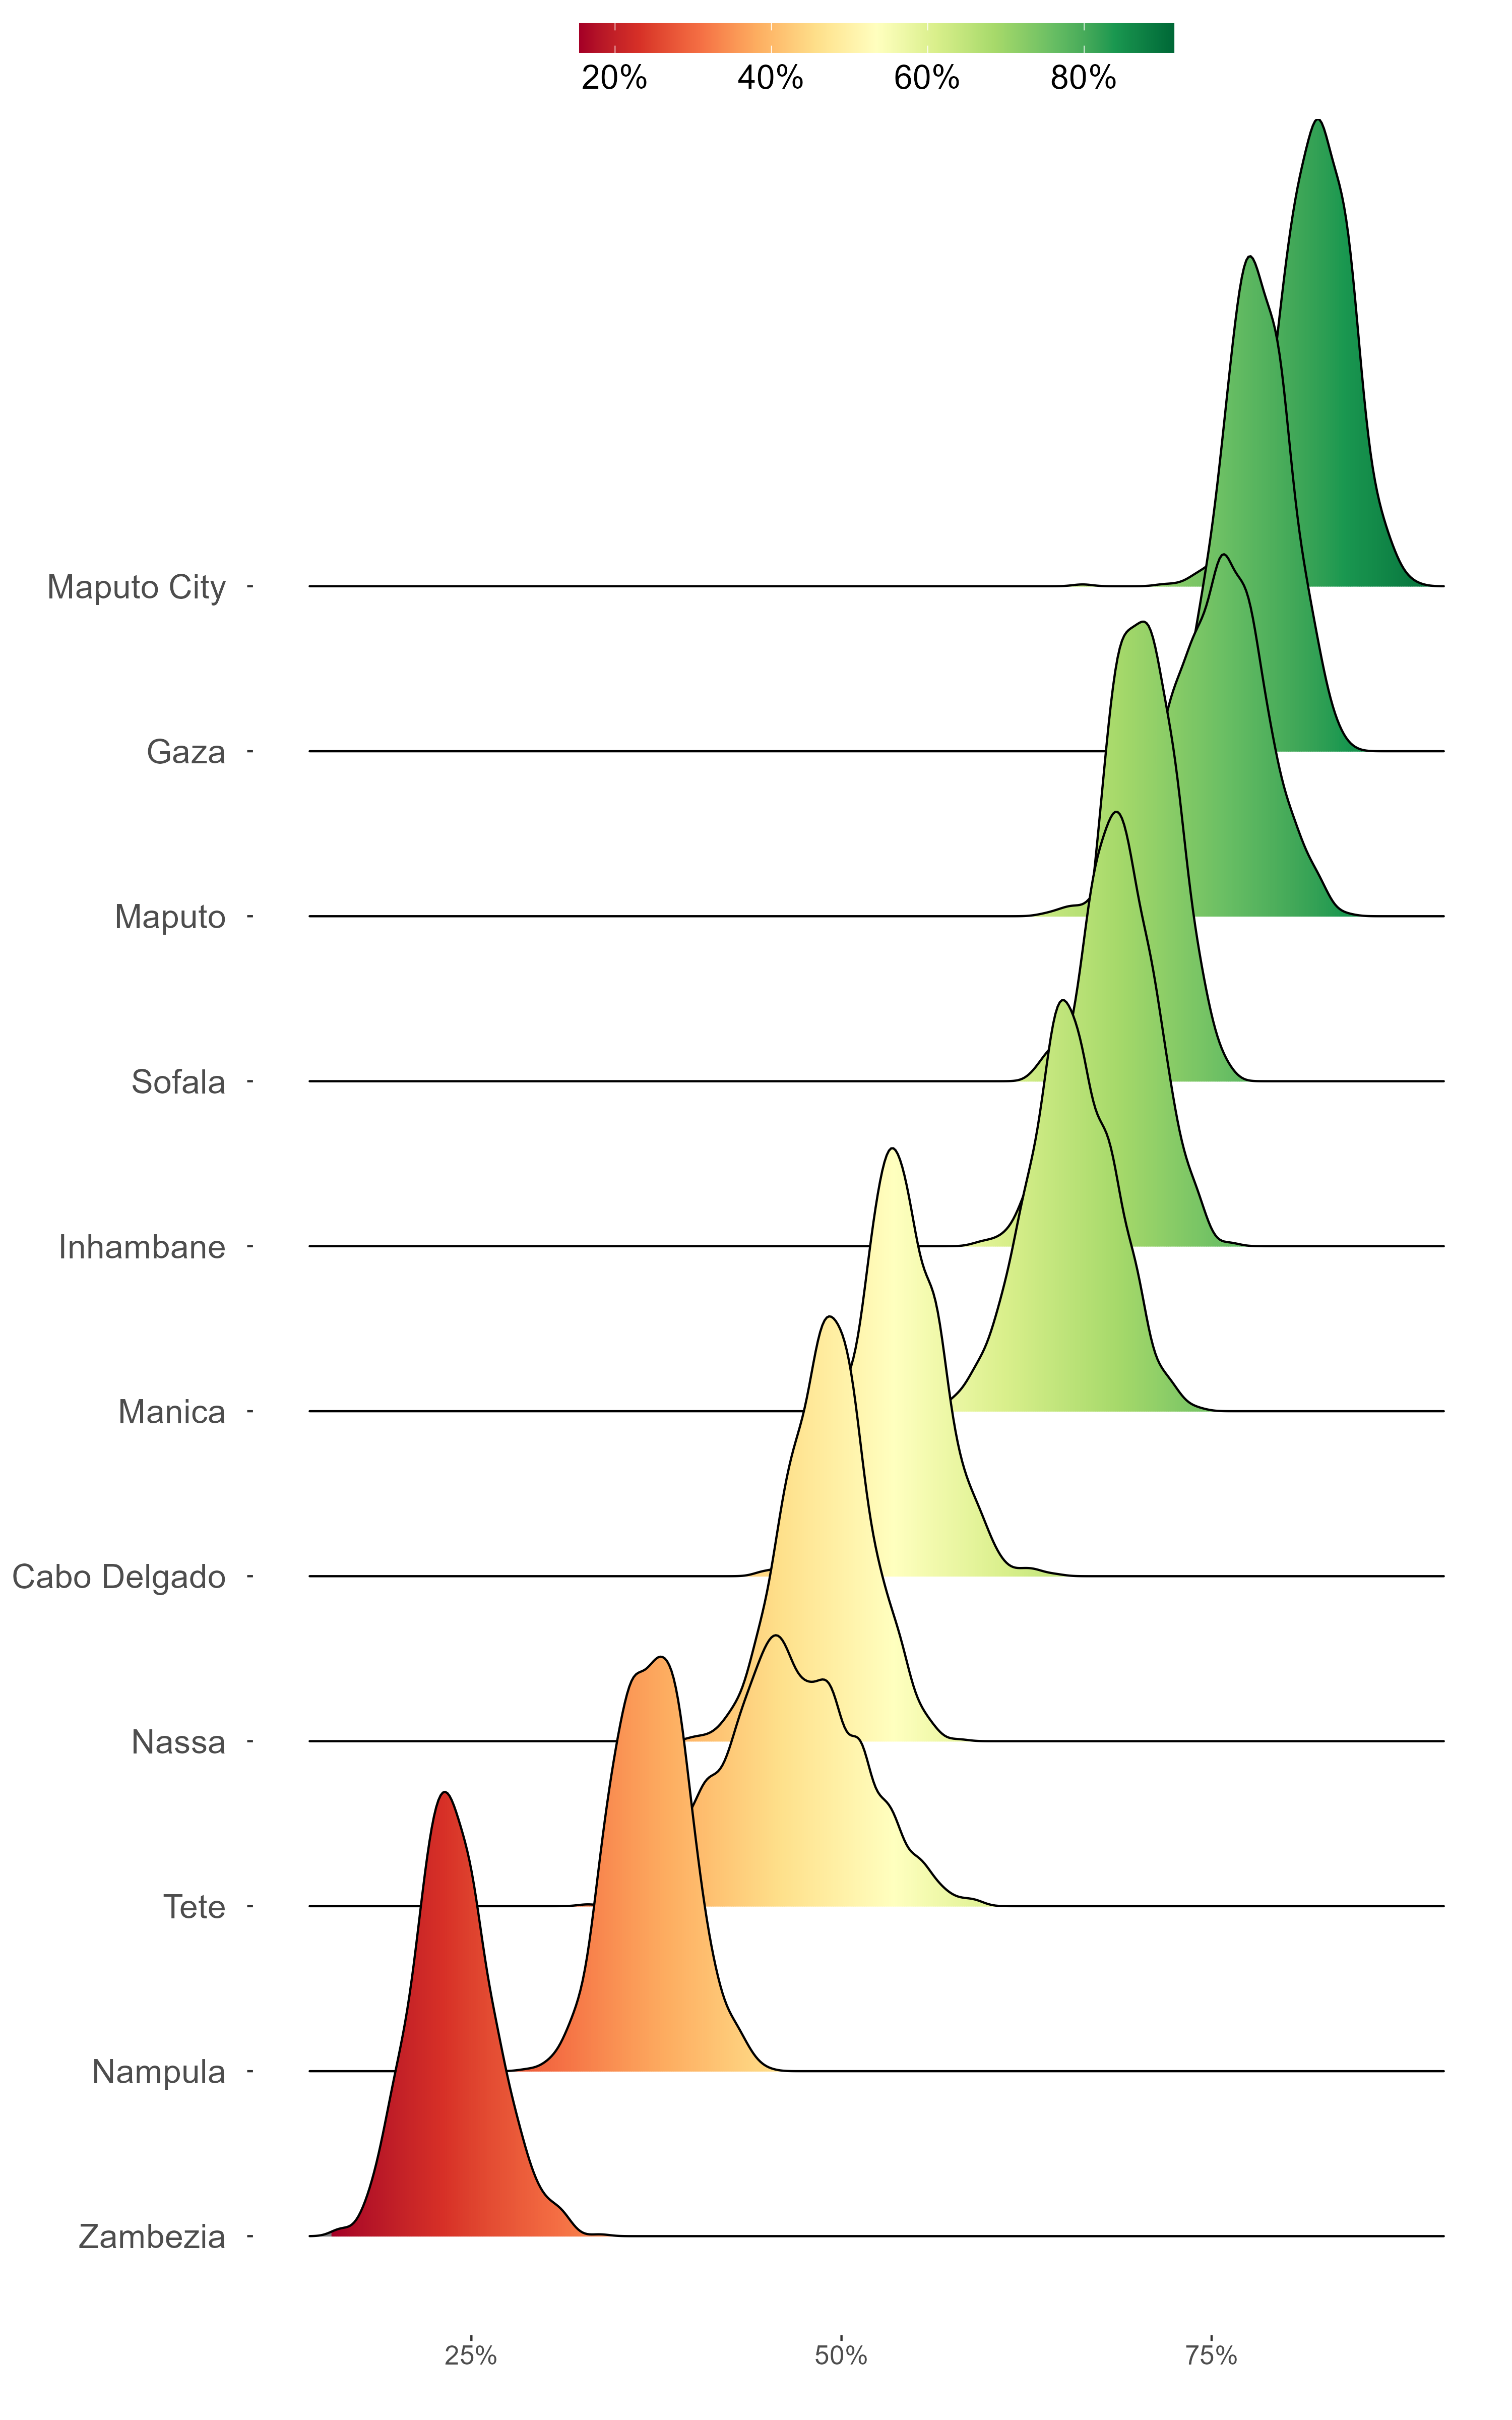 20% 40% 60% 80%
Maputo City
Gaza
Maputo
Sofala
Inhambane
Manica
Cabo Delgado
Nassa
Tete
Nampula
Zambezia
25% 50% 75%